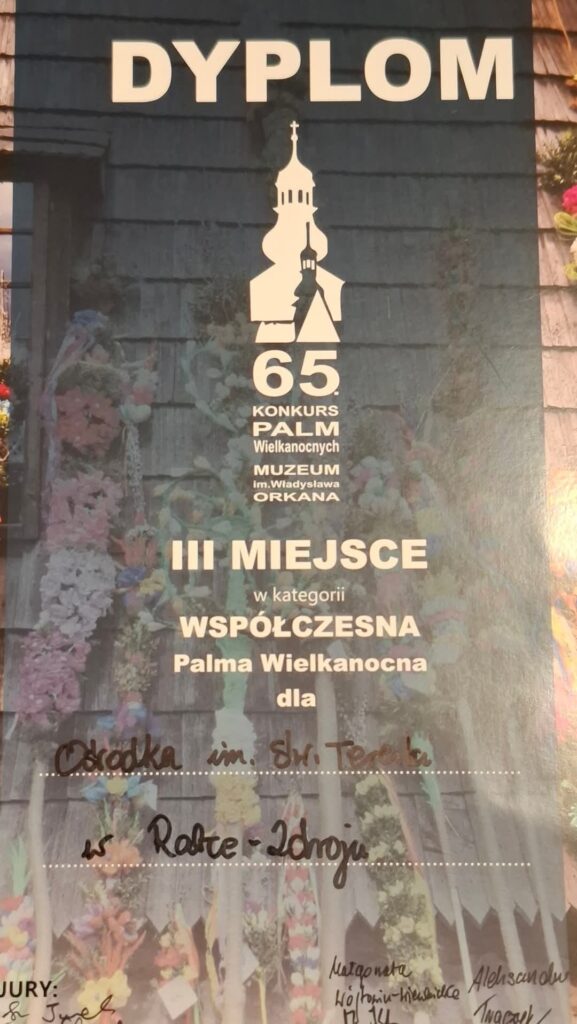 DYPLOM
65.
KONKURS
PALM
Wielkanocnych
MUZEUM
im.Władysława
ORKANA
III MIEJSCE
w kategorii
WSPÓŁCZESNA
Palma Wielkanocna
dla
Ośrodka im. Św. Tereski
w Rabce-Zdroju
JURY:
Małgorzata
Aleksandra